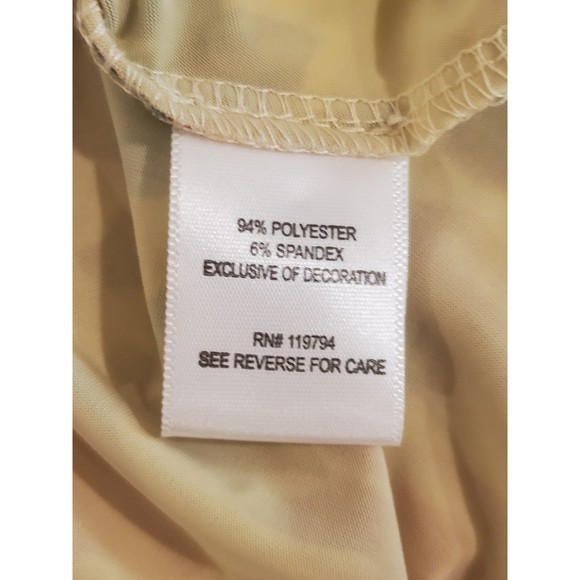 94% POLYESTER
6% SPANDEX
EXCLUSIVE OF DECORATION
RN# 119794
SEE REVERSE FOR CARE